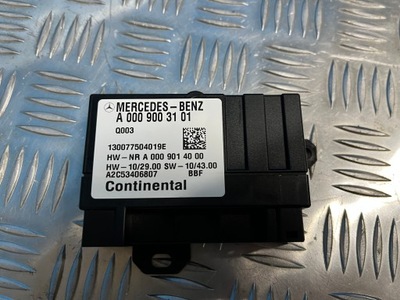 MERCEDES-BENZ
A 000 900 31 01
Q003
130077504019E
HW-NR A 000 901 40 00
HW-10/29.00 SW-10/43.00
A2C53406807 BBF
Continental